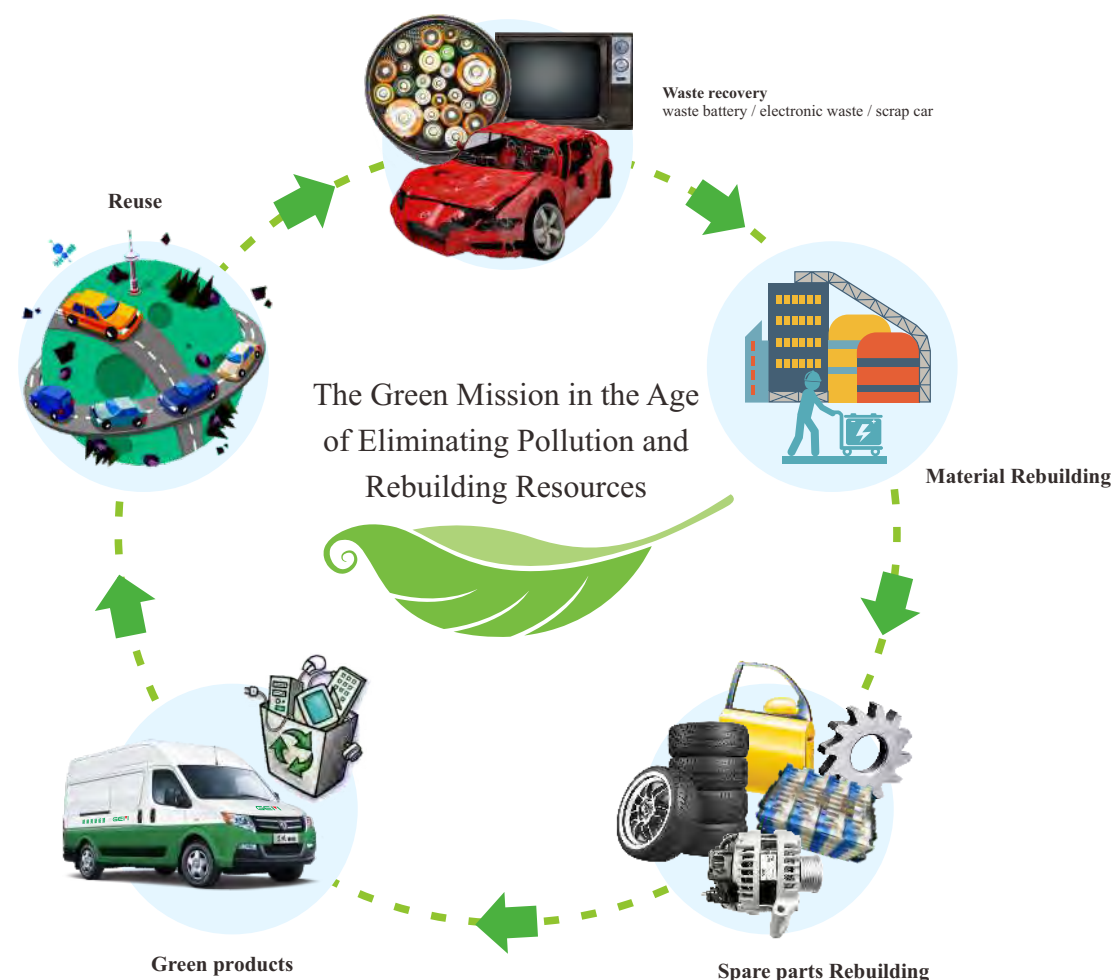 Waste recovery
waste battery / electronic waste / scrap car
Reuse
The Green Mission in the Age
of Eliminating Pollution and
Rebuilding Resources
Material Rebuilding
GEM
Green products
Spare parts Rebuilding